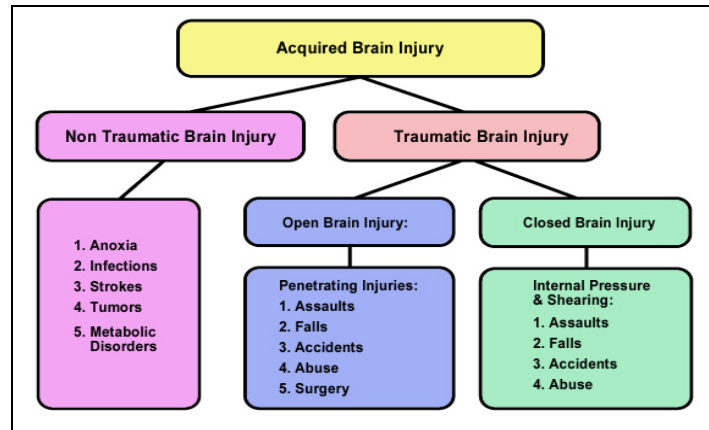 Acquired Brain Injury
Non Traumatic Brain Injury
Traumatic Brain Injury
1. Anoxia
2. Infections
3. Strokes
4. Tumors
5. Metabolic
Disorders
Open Brain Injury:
Penetrating Injuries:
1. Assaults
2. Falls
3. Accidents
4. Abuse
5. Surgery
Closed Brain Injury
Internal Pressure
& Shearing:
1. Assaults
2. Falls
3. Accidents
4. Abuse